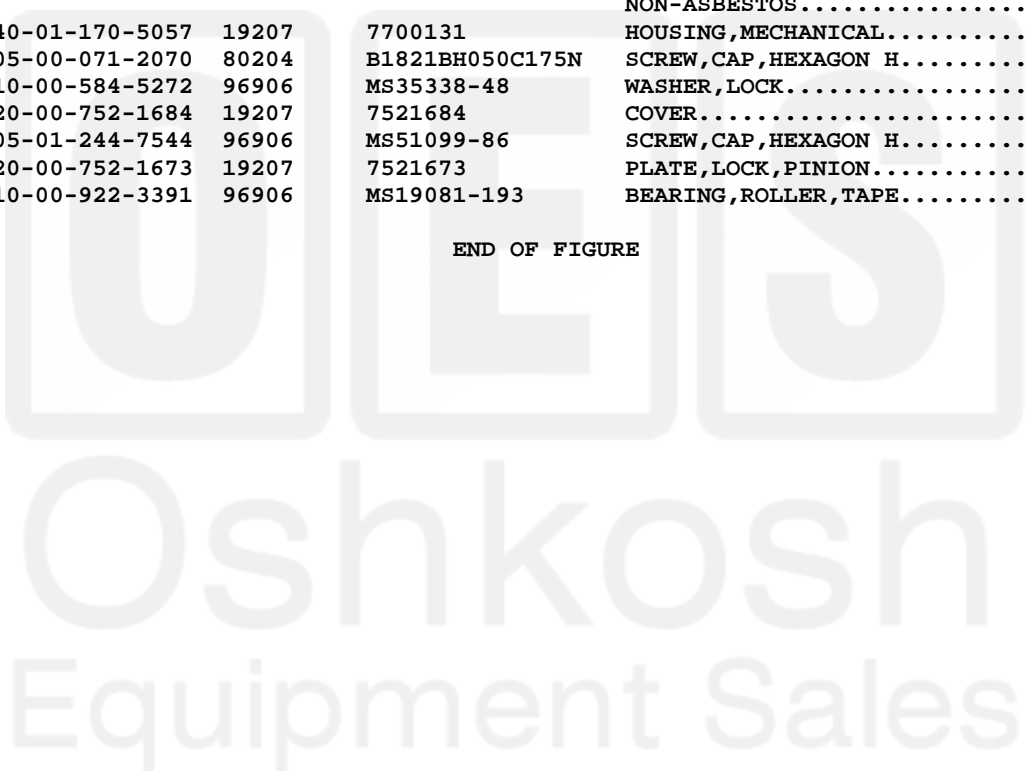 NON-ASBESTOS................
40-01-170-5057 19207 7700131 HOUSING,MECHANICAL..........
05-00-071-2070 80204 B1821BH050C175N SCREW,CAP,HEXAGON H.........
10-00-584-5272 96906 MS35338-48 WASHER,LOCK.................
20-00-752-1684 19207 7521684 COVER.......................
05-01-244-7544 96906 MS51099-86 SCREW,CAP,HEXAGON H.........
20-00-752-1673 19207 7521673 PLATE,LOCK,PINION...........
10-00-922-3391 96906 MS19081-193 BEARING,ROLLER,TAPE.........
END OF FIGURE
OES
Oshkosh
Equipment Sales